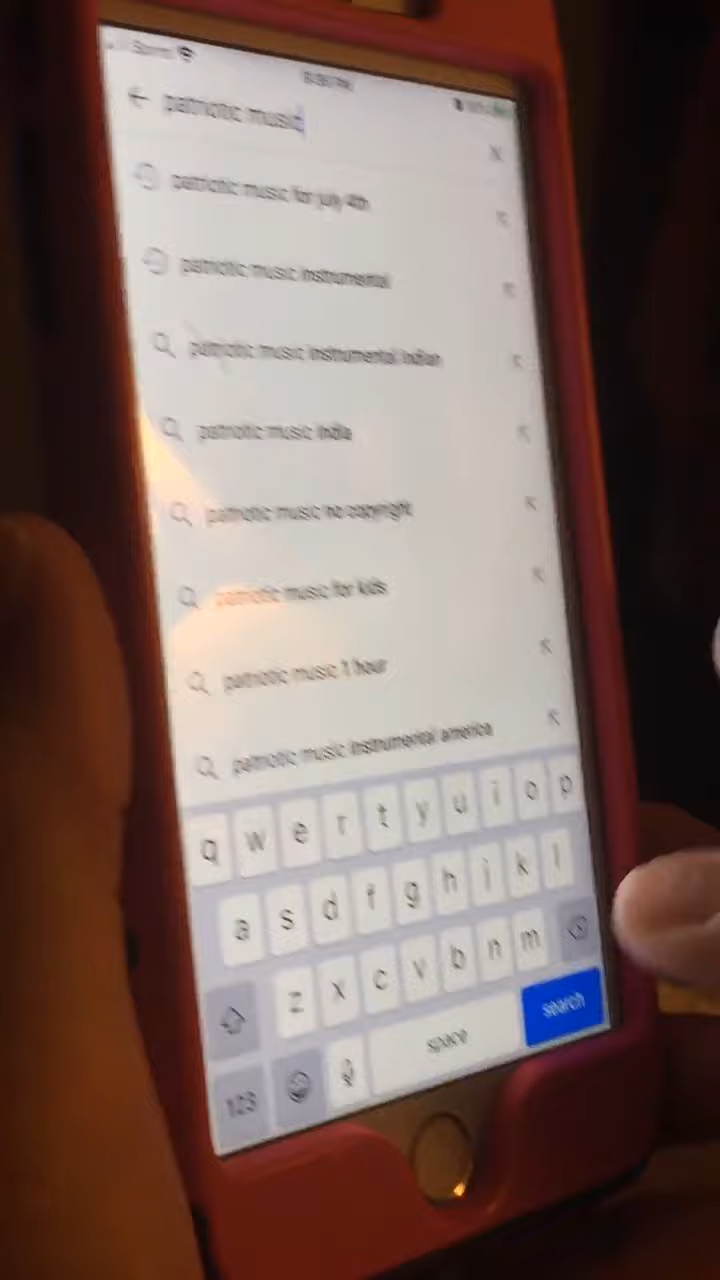 patriotic music
patriotic music for july 4th
patriotic music instrumental
patriotic music instrumental indian
patriotic music india
patriotic music no copyright
patriotic music for kids
patriotic music 1 hour
patriotic music instrumental america
q w e r t y u i o p
a s d f g h j k l
z x c v b n m
123 space search